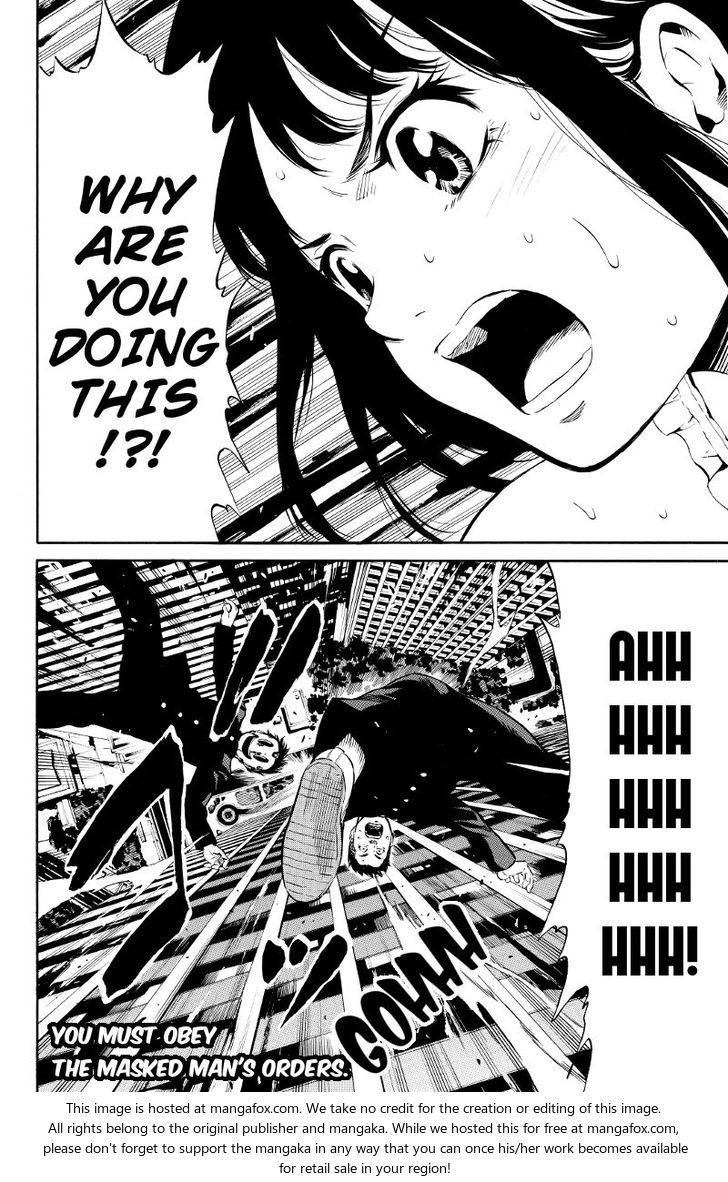 WHY
ARE
YOU
DOING
THIS
!?!
AHH
HHH
HHH
HHH
HHH!
GOHHH
YOU MUST OBEY
THE MASKED MAN'S ORDERS.
This image is hosted at mangafox.com. We take no credit for the creation or editing of this image.
All rights belong to the original publisher and mangaka. While we hosted this for free at mangafox.com,
please don't forget to support the mangaka in any way that you can once his/her work becomes available
for retail sale in your region!